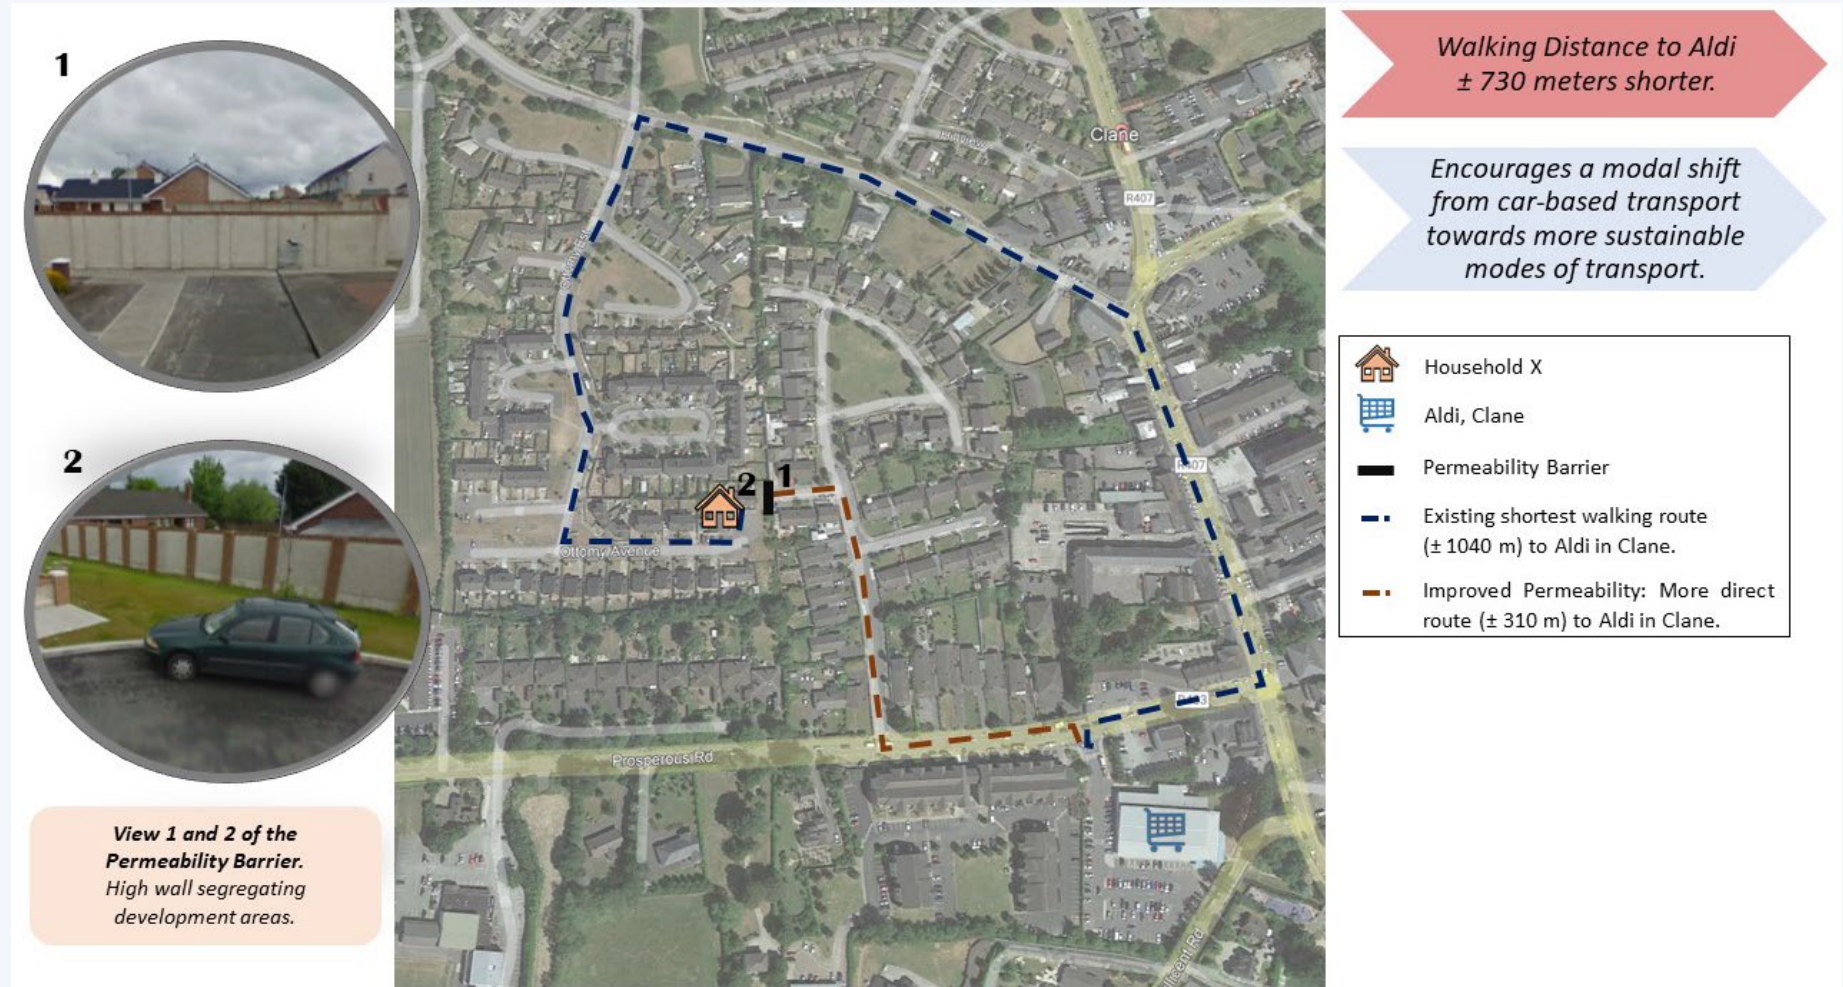 1
2
View 1 and 2 of the
Permeability Barrier.
High wall segregating
development areas.
Clane
R407
R407
2
1
Ottomy Avenue
Prosperous Rd
Walking Distance to Aldi
± 730 meters shorter.
Encourages a modal shift
from car-based transport
towards more sustainable
modes of transport.
Household X
Aldi, Clane
Permeability Barrier
Existing shortest walking route
(± 1040 m) to Aldi in Clane.
Improved Permeability: More direct
route (± 310 m) to Aldi in Clane.